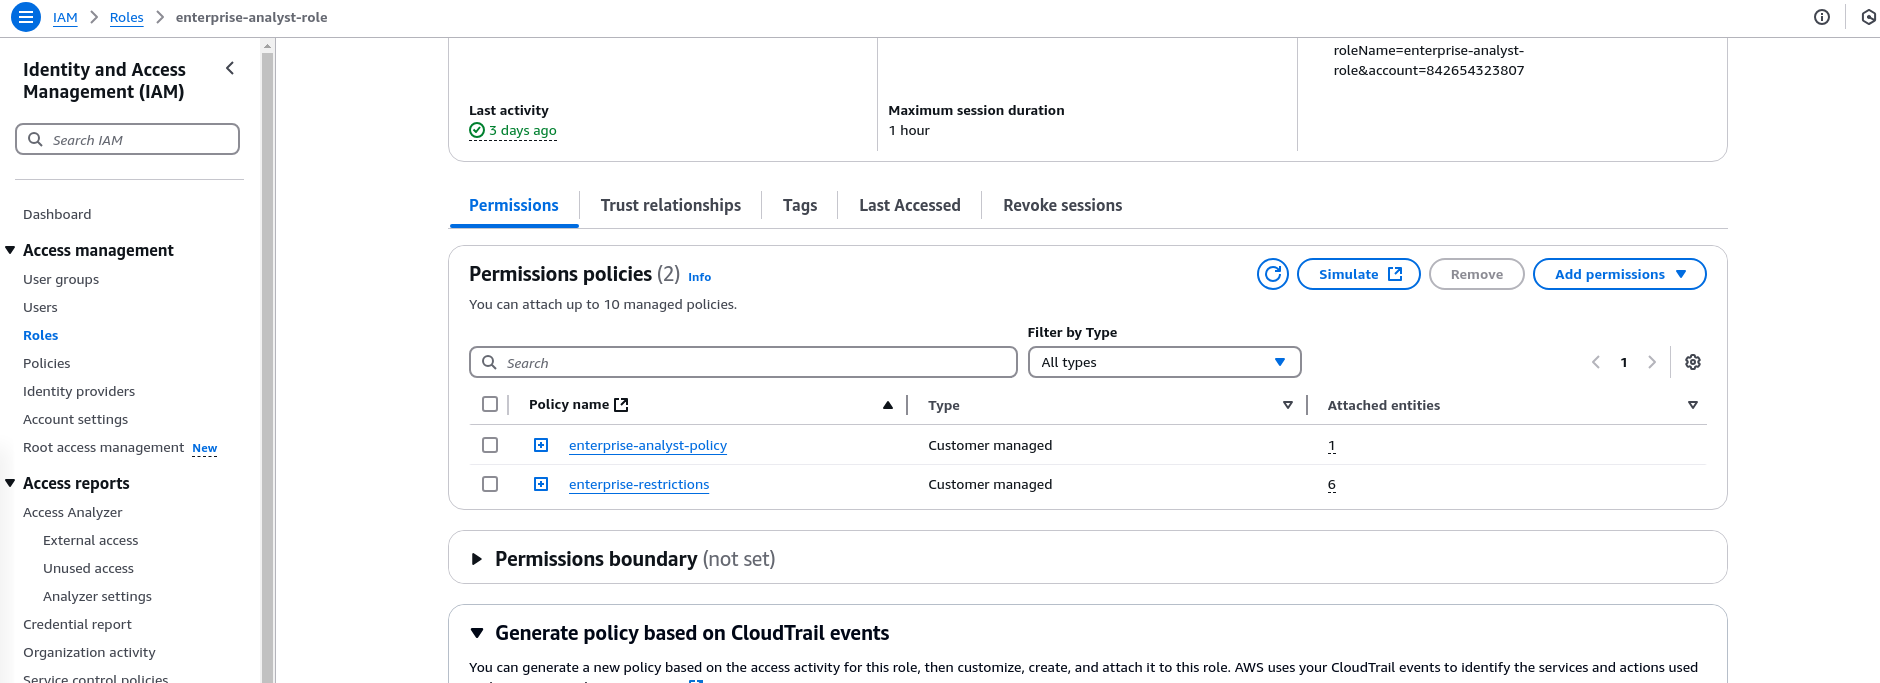 IAM > Roles > enterprise-analyst-role
Identity and Access
Management (IAM)
Search IAM
Dashboard
Access management
User groups
Users
Roles
Policies
Identity providers
Account settings
Root access management New
Access reports
Access Analyzer
External access
Unused access
Analyzer settings
Credential report
Organization activity
Service control policies
roleName=enterprise-analyst-
role&account=842654323807
Last activity
3 days ago
Maximum session duration
1 hour
Permissions
Trust relationships
Tags
Last Accessed
Revoke sessions
Permissions policies (2) Info
Simulate
Remove
Add permissions
You can attach up to 10 managed policies.
Filter by Type
Search
All types
1
Policy name
Type
Attached entities
enterprise-analyst-policy
Customer managed
1
enterprise-restrictions
Customer managed
6
Permissions boundary (not set)
Generate policy based on CloudTrail events
You can generate a new policy based on the access activity for this role, then customize, create, and attach it to this role. AWS uses your CloudTrail events to identify the services and actions used